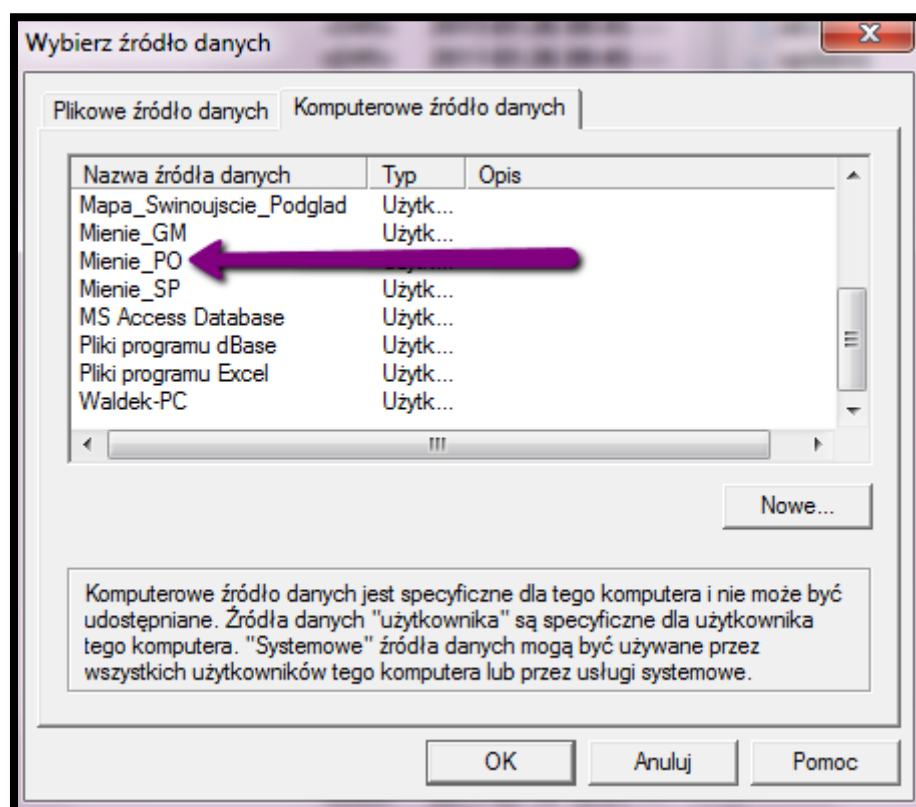 Wybierz źródło danych
Plikowe źródło danych Komputerowe źródło danych
Nazwa źródła danych Typ Opis
Mapa_Swinoujscie_Podglad Użytk...
Mienie_GM Użytk...
Mienie_PO
Mienie_SP Użytk...
MS Access Database Użytk...
Pliki programu dBase Użytk...
Pliki programu Excel Użytk...
Waldek-PC Użytk...
Nowe...
Komputerowe źródło danych jest specyficzne dla tego komputera i nie może być
udostępniane. Źródła danych "użytkownika" są specyficzne dla użytkownika
tego komputera. "Systemowe" źródła danych mogą być używane przez
wszystkich użytkowników tego komputera lub przez usługi systemowe.
OK Anuluj Pomoc